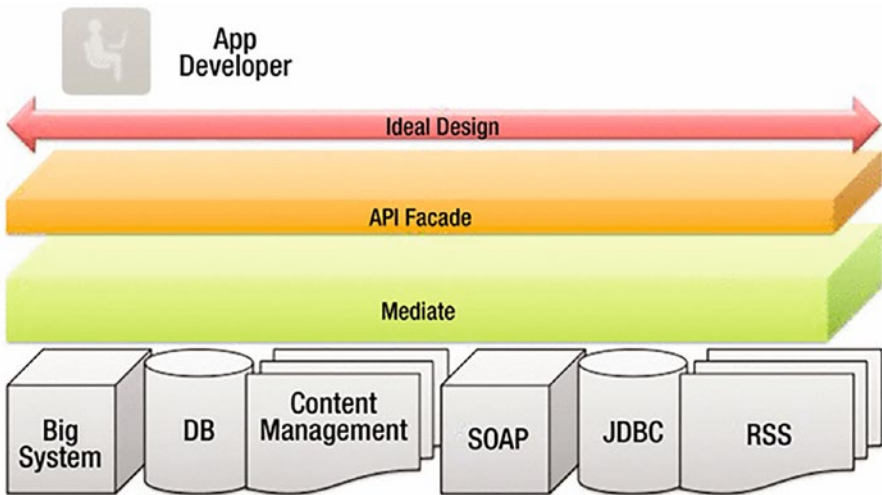 App
Developer
Ideal Design
API Facade
Mediate
Big
System
DB
Content
Management
SOAP
JDBC
RSS